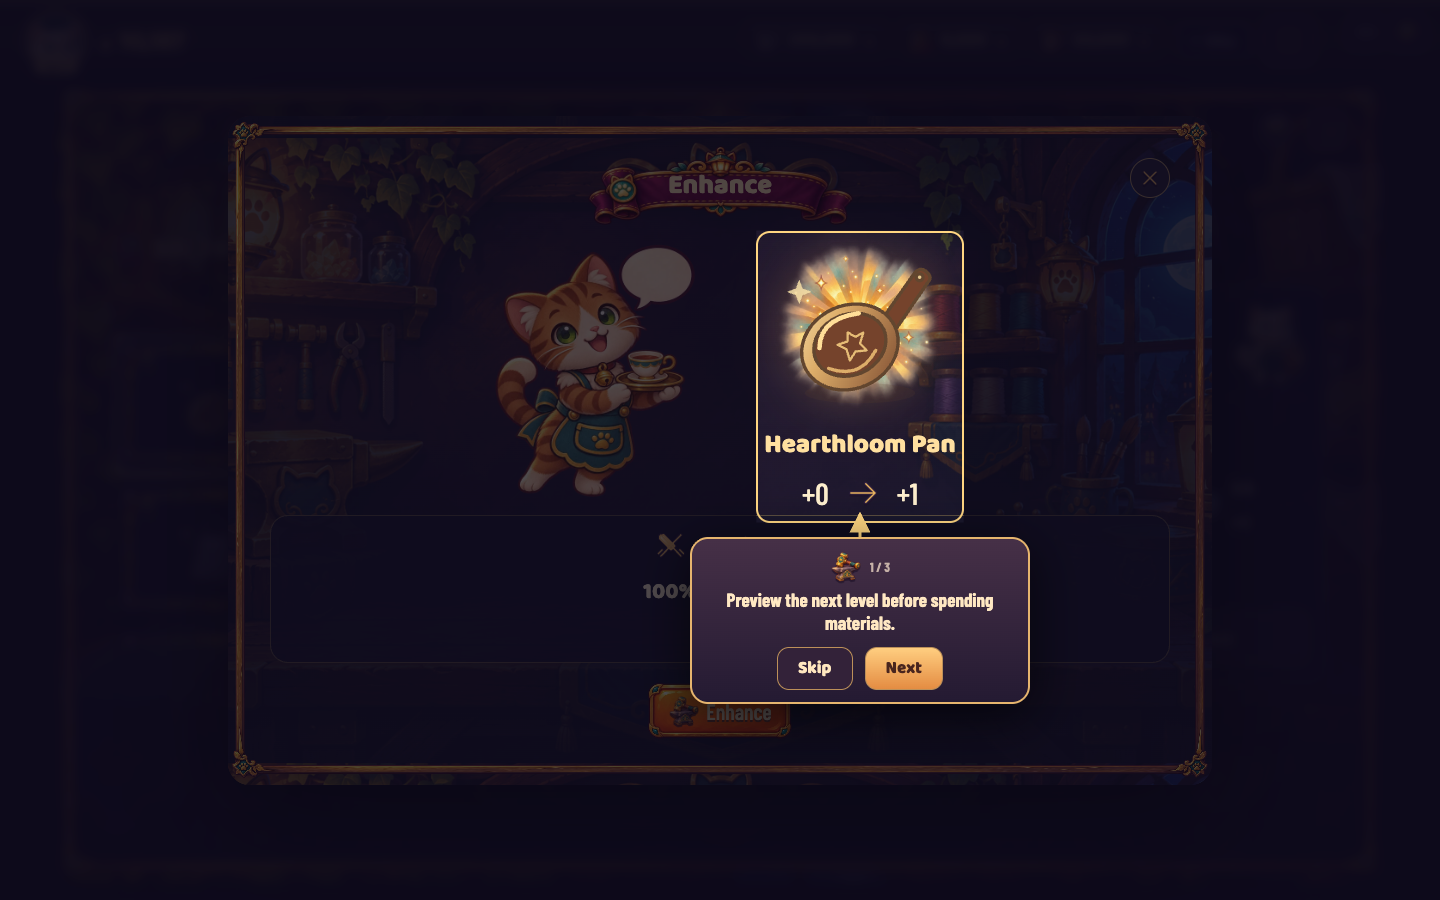 Enhance
Hearthloom Pan
+0 → +1
1/3
100%
Preview the next level before spending
materials.
Skip
Next
Enhance